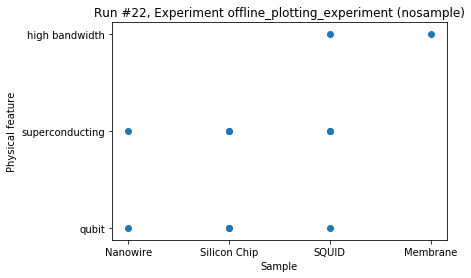 Run #22, Experiment offline_plotting_experiment (nosample)
high bandwidth
superconducting
qubit
Physical feature
Nanowire Silicon Chip SQUID Membrane
Sample